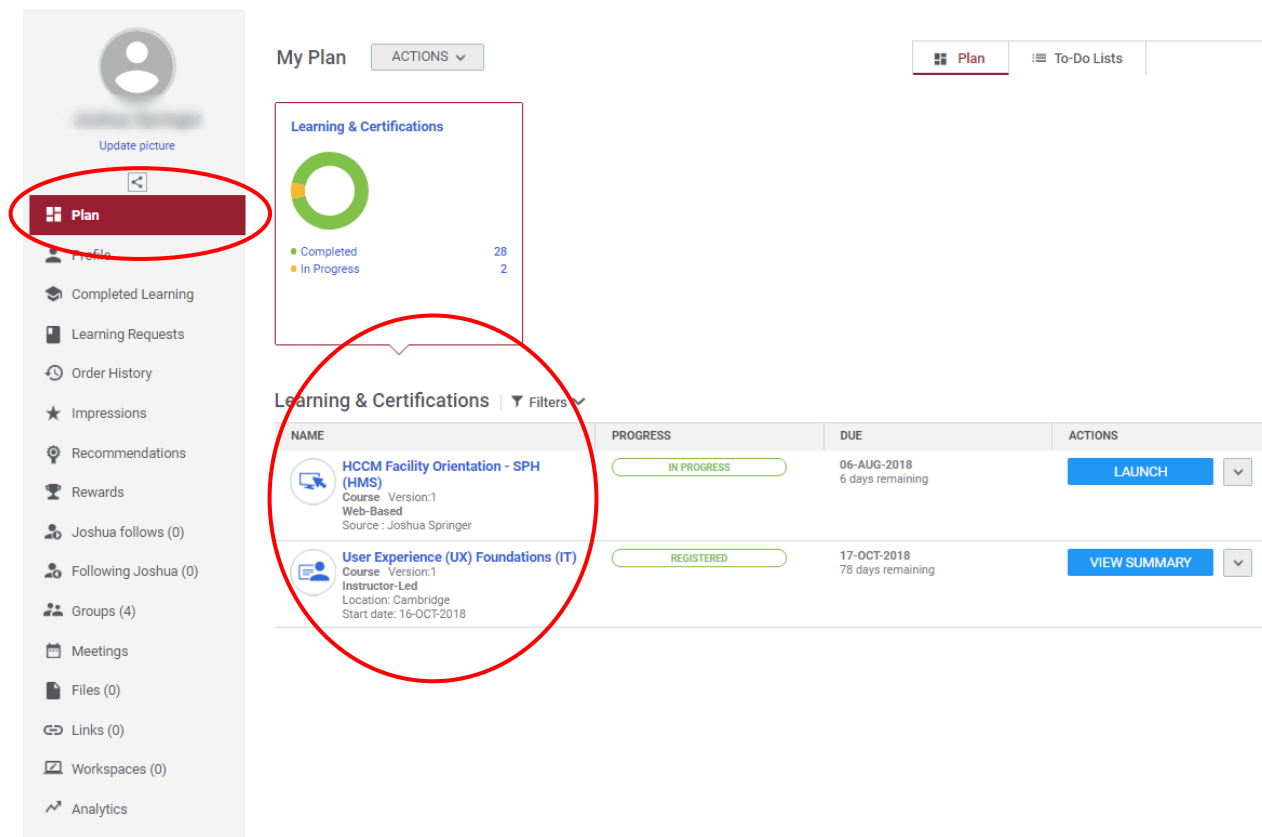 Update picture
Plan
Profile
Completed Learning
Learning Requests
Order History
Impressions
Recommendations
Rewards
Joshua follows (0)
Following Joshua (0)
Groups (4)
Meetings
Files (0)
Links (0)
Workspaces (0)
Analytics
My Plan ACTIONS
Plan To-Do Lists
Learning & Certifications
Completed 28
In Progress 2
Learning & Certifications Filters
NAME PROGRESS DUE ACTIONS
HCCM Facility Orientation - SPH
(HMS)
Course Version:1
Web-Based
Source : Joshua Springer
IN PROGRESS
06-AUG-2018
6 days remaining
LAUNCH
User Experience (UX) Foundations (IT)
Course Version:1
Instructor-Led
Location: Cambridge
Start date: 16-OCT-2018
REGISTERED
17-OCT-2018
78 days remaining
VIEW SUMMARY